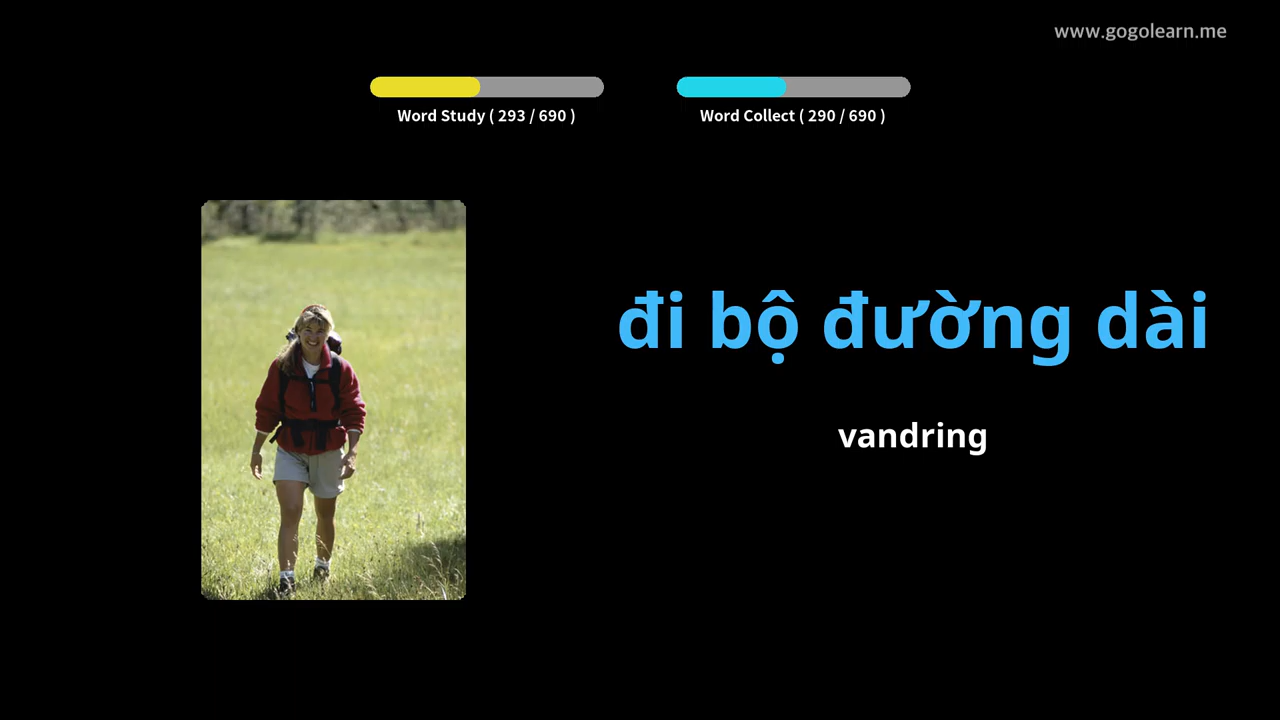 www.gogolearn.me
Word Study ( 293 / 690 )
Word Collect ( 290 / 690 )
đi bộ đường dài
vandring